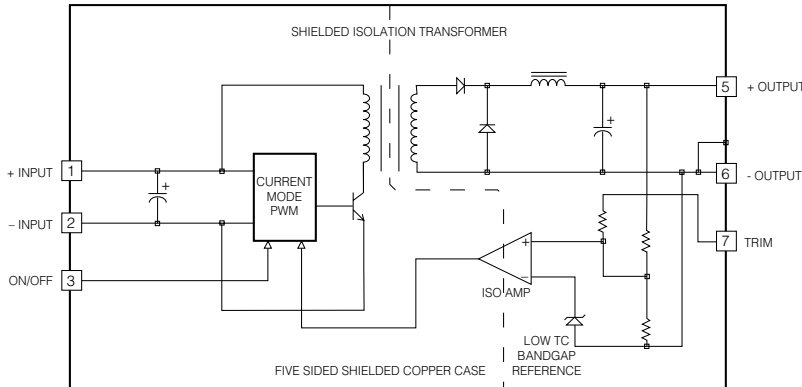 SHIELDED ISOLATION TRANSFORMER
5
+ OUTPUT
+
+ INPUT
1
+
CURRENT
MODE
PWM
6
- OUTPUT
– INPUT
2
7
TRIM
ON/OFF
3
+
–
ISO AMP
LOW TC
BANDGAP
REFERENCE
FIVE SIDED SHIELDED COPPER CASE